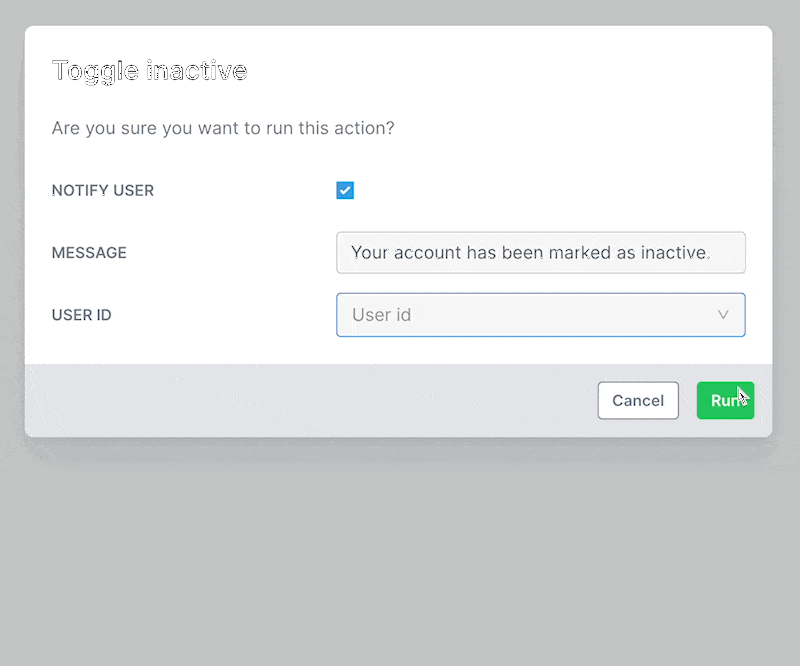 Toggle inactive
Are you sure you want to run this action?
NOTIFY USER
MESSAGE
Your account has been marked as inactive.
USER ID
User id
Cancel
Run